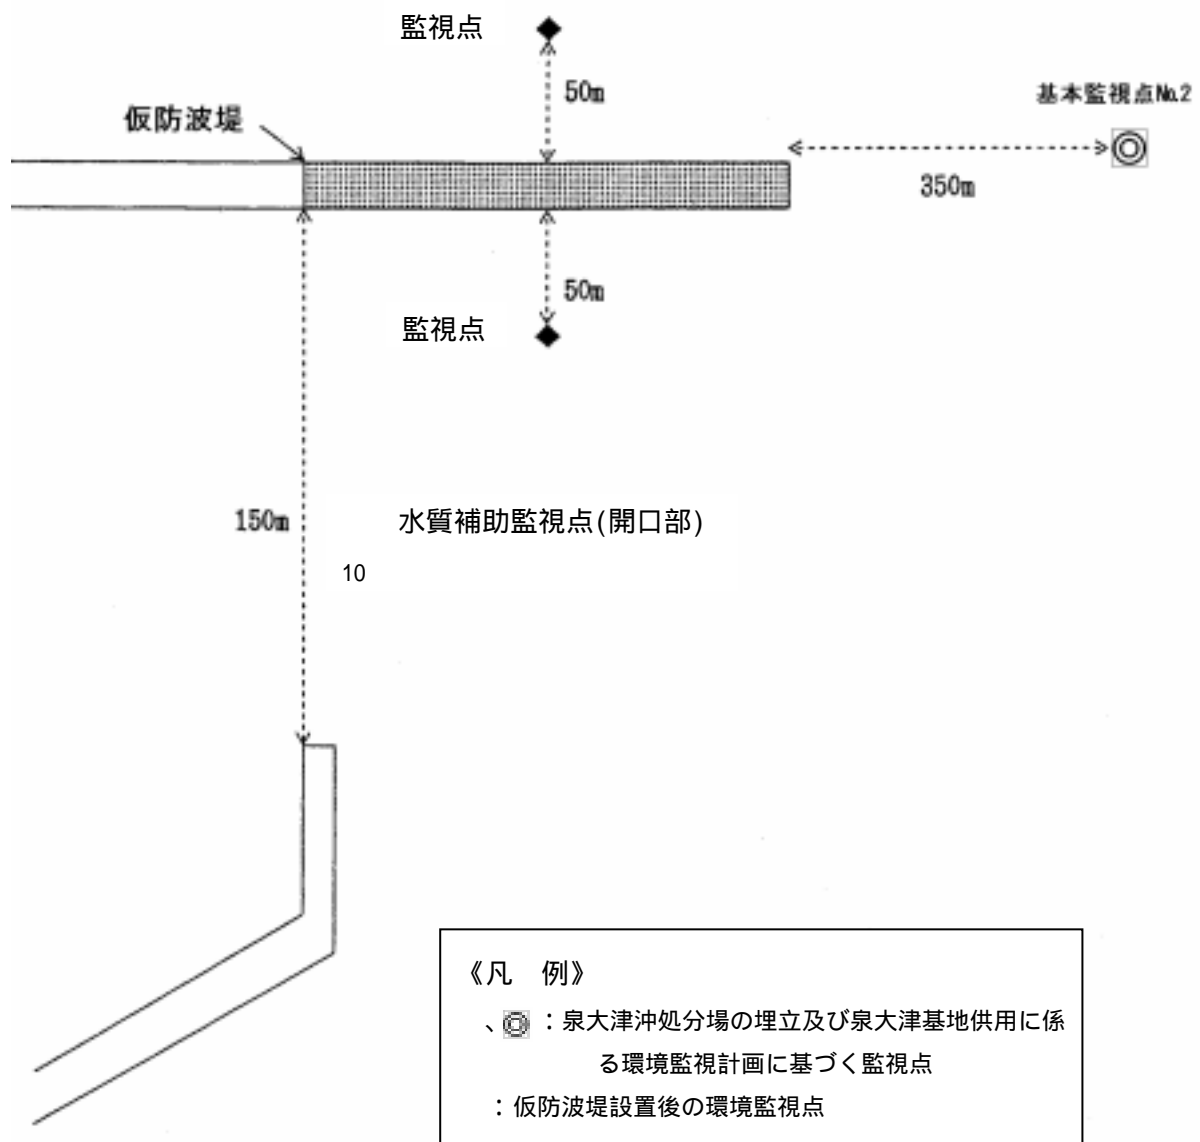 監視点
50m
基本監視点No.2
仮防波堤
350m
50m
監視点
150m
水質補助監視点(開口部)
10
《凡　例》
、◎：泉大津沖処分場の埋立及び泉大津基地供用に係
る環境監視計画に基づく監視点
：仮防波堤設置後の環境監視点